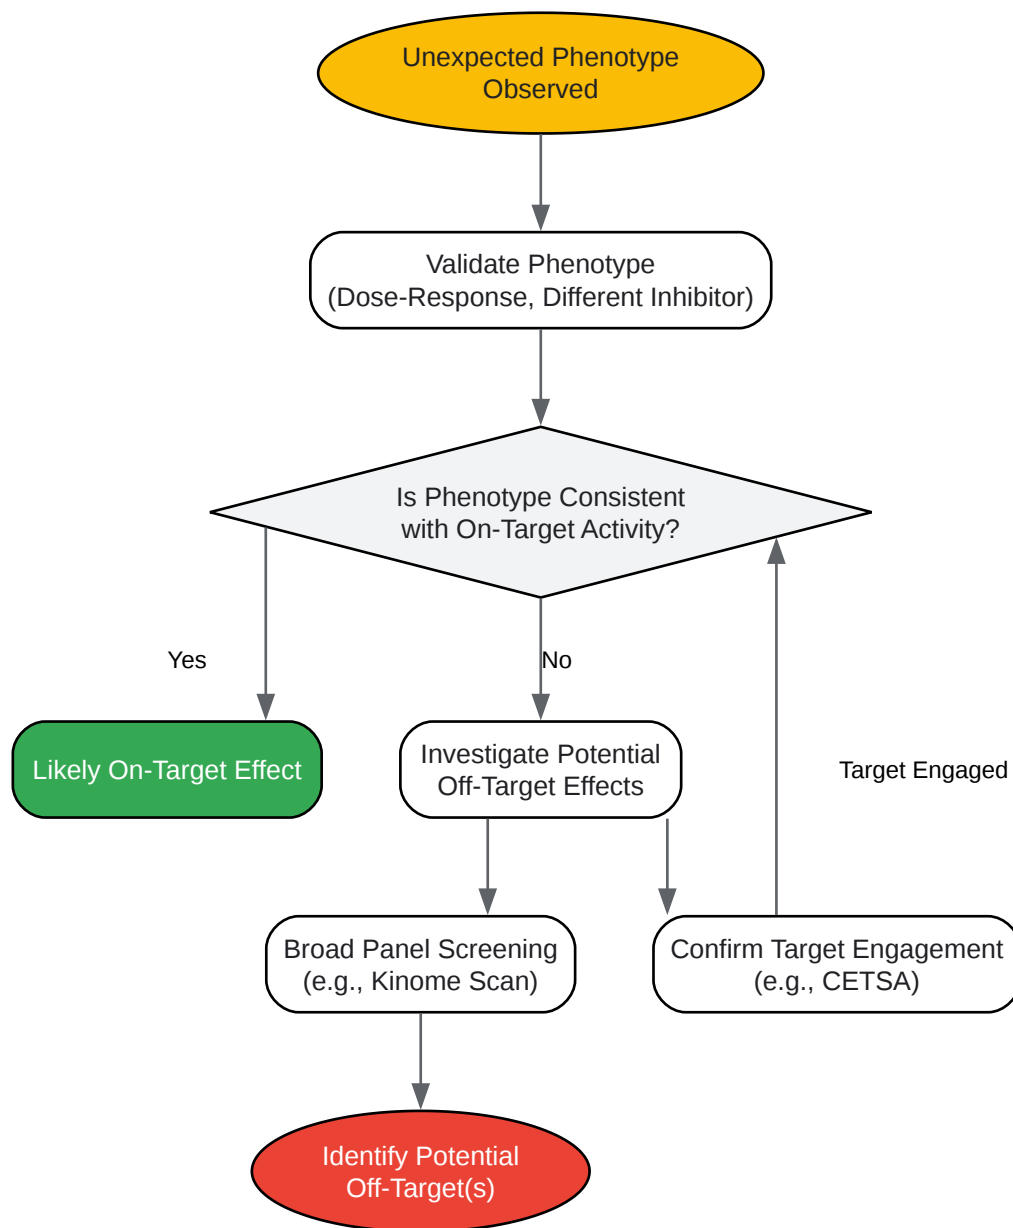 Unexpected Phenotype
Observed
Validate Phenotype
(Dose-Response, Different Inhibitor)
Is Phenotype Consistent
with On-Target Activity?
Yes
No
Likely On-Target Effect
Investigate Potential
Off-Target Effects
Target Engaged
Broad Panel Screening
(e.g., Kinome Scan)
Confirm Target Engagement
(e.g., CETSA)
Identify Potential
Off-Target(s)